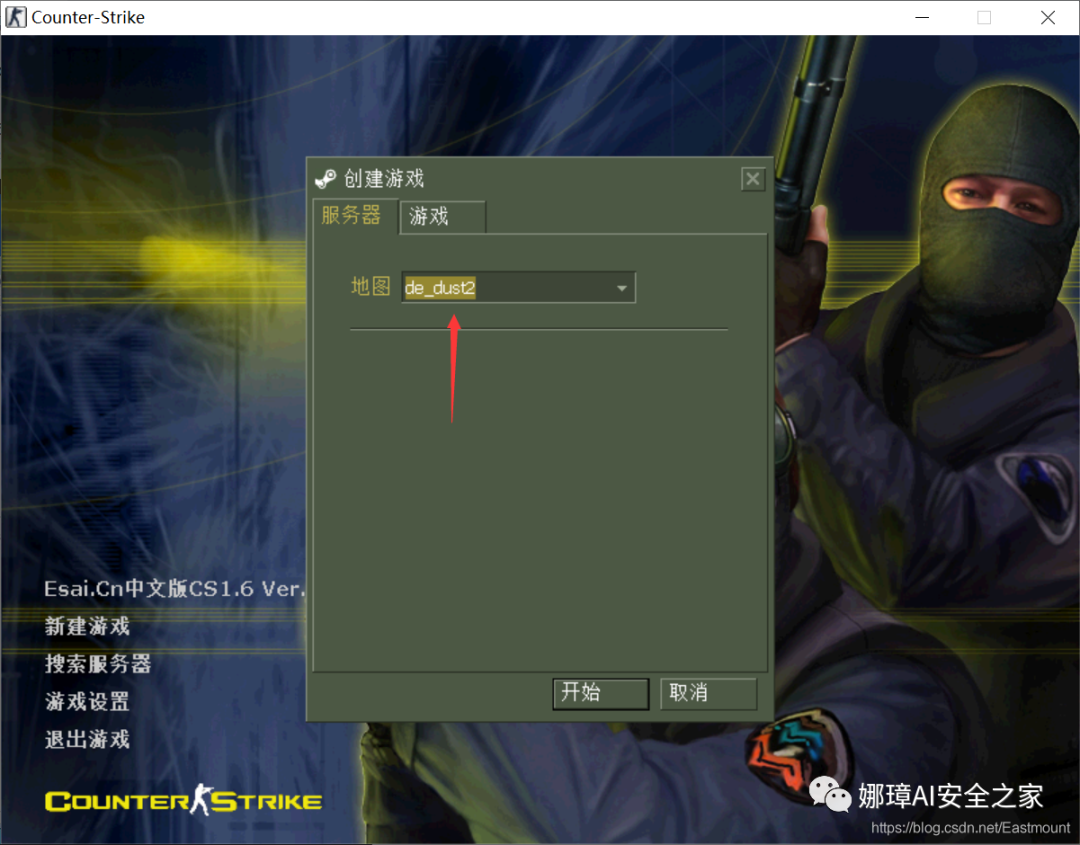 Counter-Strike
创建游戏
服务器
游戏
地图
de_dust2
Esai.Cn中文版CS1.6 Ver.
新建游戏
搜索服务器
游戏设置
退出游戏
开始
取消
COUNTER STRIKE
娜璋AI安全之家
https://blog.csdn.net/Eastmount